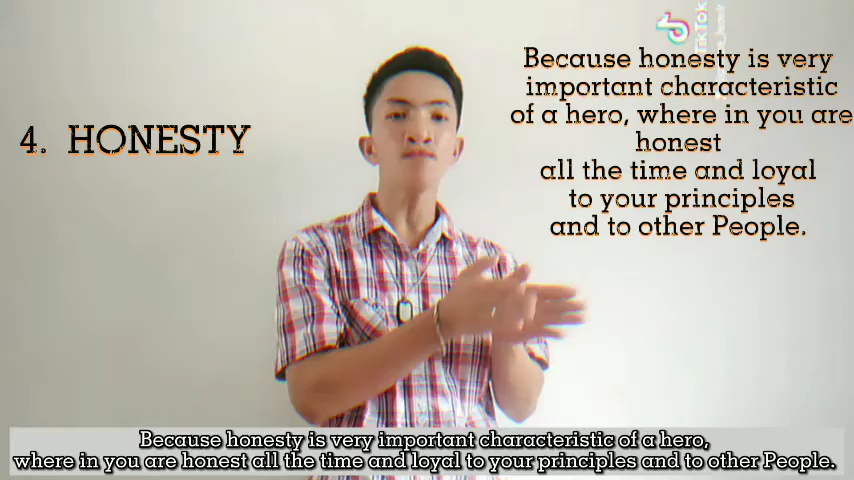 TikTok
4. HONESTY
Because honesty is very
important characteristic
of a hero, where in you are
honest
all the time and loyal
to your principles
and to other People.
Because honesty is very important characteristic of a hero,
where in you are honest all the time and loyal to your principles and to other People.